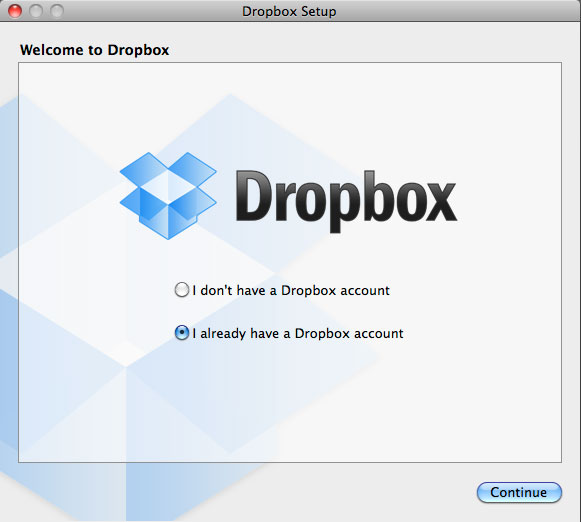 Dropbox Setup
Welcome to Dropbox
Dropbox
I don't have a Dropbox account
I already have a Dropbox account
Continue